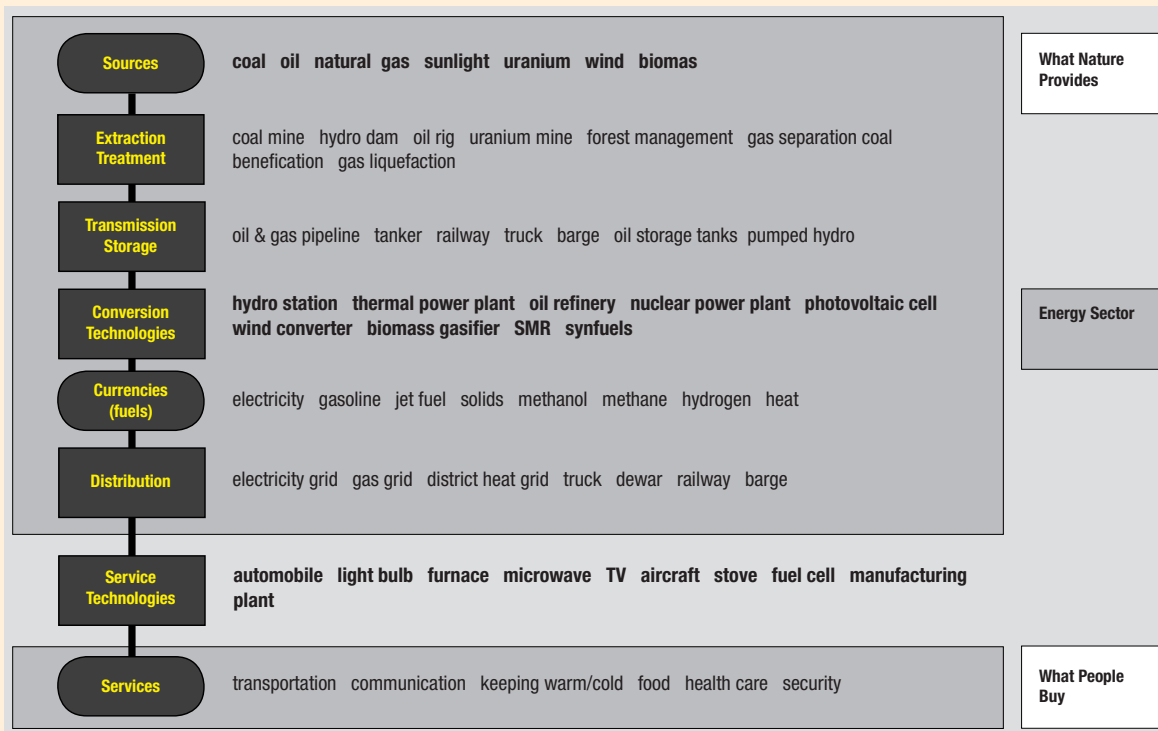 Sources
coal oil natural gas sunlight uranium wind biomas
What Nature
Provides
Extraction
Treatment
coal mine hydro dam oil rig uranium mine forest management gas separation coal
benefication gas liquefaction
Transmission
Storage
oil & gas pipeline tanker railway truck barge oil storage tanks pumped hydro
Conversion
Technologies
hydro station thermal power plant oil refinery nuclear power plant photovoltaic cell
wind converter biomass gasifier SMR synfuels
Energy Sector
Currencies
(fuels)
electricity gasoline jet fuel solids methanol methane hydrogen heat
Distribution
electricity grid gas grid district heat grid truck dewar railway barge
Service
Technologies
automobile light bulb furnace microwave TV aircraft stove fuel cell manufacturing
plant
Services
transportation communication keeping warm/cold food health care security
What People
Buy